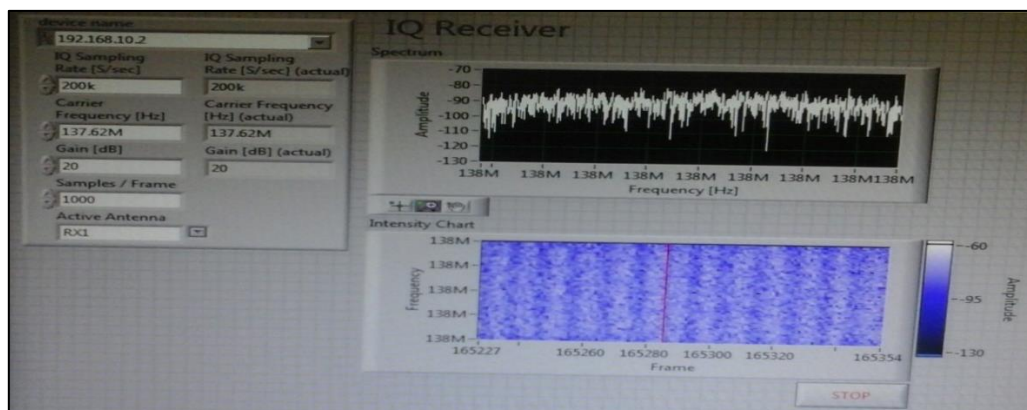 device name
192.168.10.2
IQ Sampling Rate [S/sec]
200k
IQ Sampling Rate [S/sec] (actual)
200k
Carrier Frequency [Hz]
137.62M
Carrier Frequency [Hz] (actual)
137.62M
Gain [dB]
20
Gain [dB] (actual)
20
Samples / Frame
1000
Active Antenna
RX1
IQ Receiver
Spectrum
Amplitude
-70
-80
-90
-100
-110
-120
-130
138M 138M 138M 138M 138M 138M 138M 138M
Frequency [Hz]
Intensity Chart
Frequency
138M
138M
138M
138M
138M
165227 165260 165280 165300 165320 165354
Frame
-60
-95
-130
Amplitude
STOP